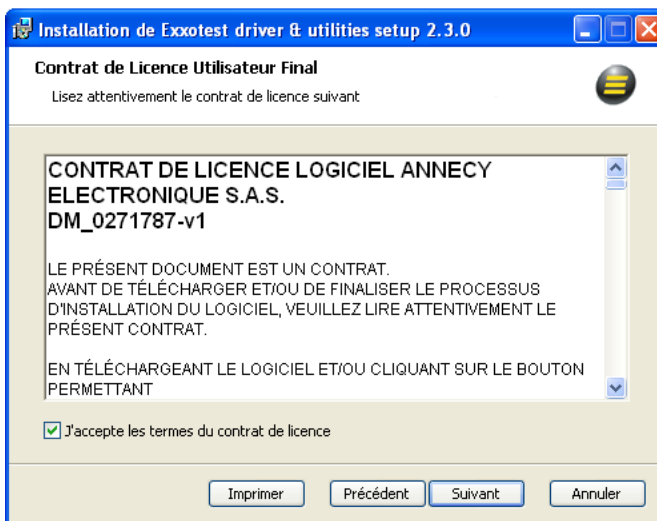 Installation de Exxotest driver & utilities setup 2.3.0
Contrat de Licence Utilisateur Final
Lisez attentivement le contrat de licence suivant
CONTRAT DE LICENCE LOGICIEL ANNECY
ELECTRONIQUE S.A.S.
DM_0271787-v1
LE PRÉSENT DOCUMENT EST UN CONTRAT.
AVANT DE TÉLÉCHARGER ET/OU DE FINALISER LE PROCESSUS
D'INSTALLATION DU LOGICIEL, VEUILLEZ LIRE ATTENTIVEMENT LE
PRÉSENT CONTRAT.
EN TÉLÉCHARGEANT LE LOGICIEL ET/OU CLIQUANT SUR LE BOUTON
PERMETTANT
J'accepte les termes du contrat de licence
Imprimer Précédent Suivant Annuler